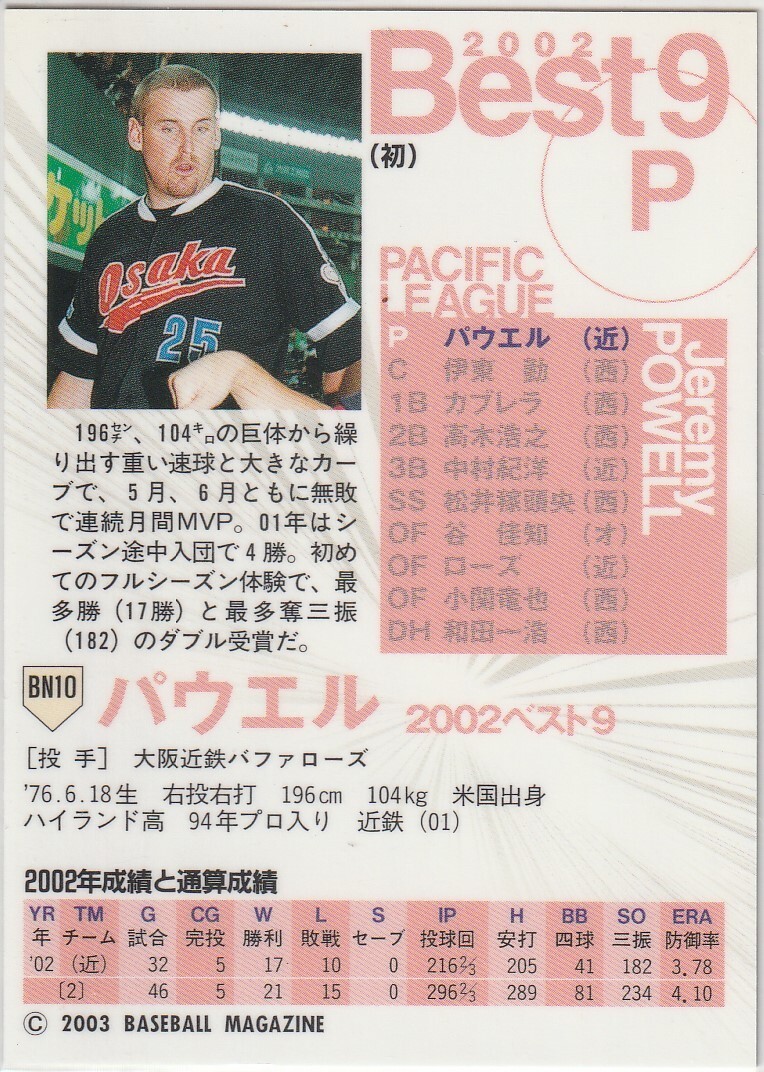 2002
Best9
(初)
P
PACIFIC
LEAGUE
P パウエル (近)
C 伊東 勤 (西)
1B カブレラ (西)
2B 高木浩之 (西)
3B 中村紀洋 (近)
SS 松井稼頭央 (西)
OF 谷 佳知 (オ)
OF ローズ (近)
OF 小関竜也 (西)
DH 和田一浩 (西)
Jeremy
POWELL
ケット
Osaka
25
196センチ、104キロの巨体から繰
り出す重い速球と大きなカー
ブで、5月、6月ともに無敗
で連続月間MVP。01年はシ
ーズン途中入団で4勝。初め
てのフルシーズン体験で、最
多勝(17勝)と最多奪三振
(182)のダブル受賞だ。
BN10 パウエル 2002ベスト9
[投 手] 大阪近鉄バファローズ
'76.6.18生 右投右打 196cm 104kg 米国出身
ハイランド高 94年プロ入り 近鉄(01)
2002年成績と通算成績
YR TM G CG W L S IP H BB SO ERA
年 チーム 試合 完投 勝利 敗戦 セーブ 投球回 安打 四球 三振 防御率
'02 (近) 32 5 17 10 0 216⅔ 205 41 182 3.78
[2] 46 5 21 15 0 296⅔ 289 81 234 4.10
© 2003 BASEBALL MAGAZINE